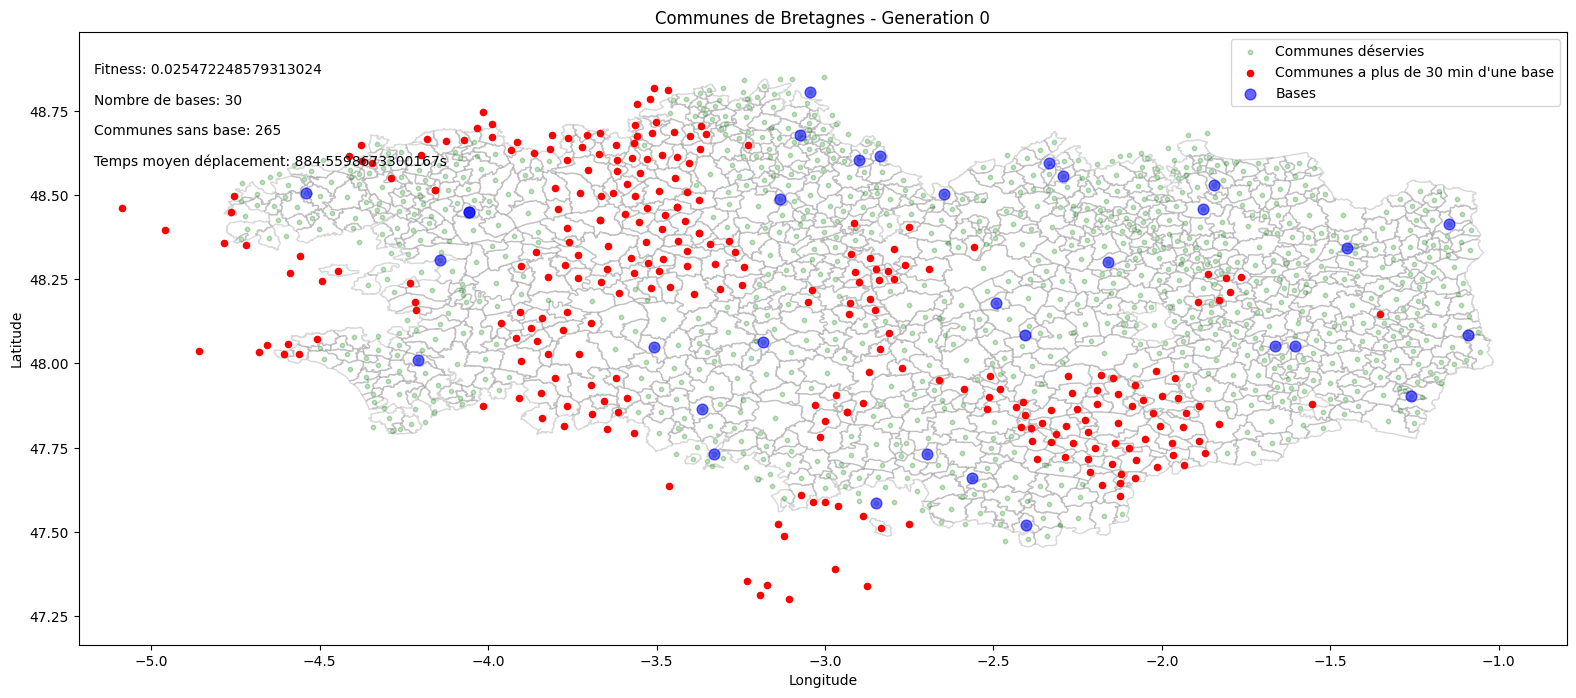 Communes de Bretagnes - Generation 0
Fitness: 0.025472248579313024
Nombre de bases: 30
Communes sans base: 265
Temps moyen déplacement: 884.5598673300167s
Communes déservies
Communes a plus de 30 min d'une base
Bases
Latitude
48.75
48.50
48.25
48.00
47.75
47.50
47.25
−5.0 −4.5 −4.0 −3.5 −3.0 −2.5 −2.0 −1.5 −1.0
Longitude